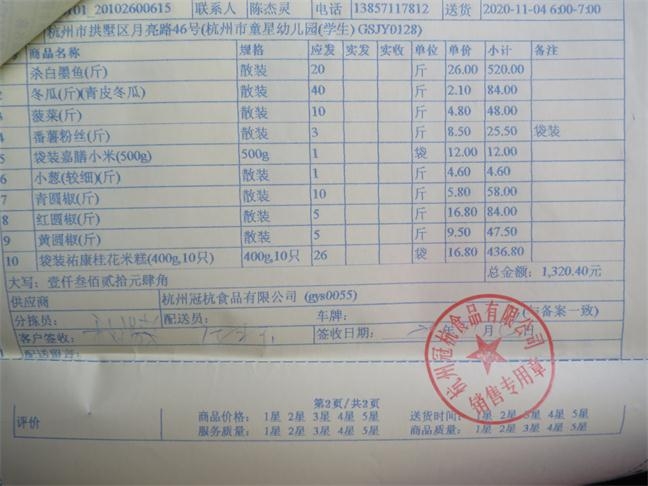 101_20102600615 联系人 陈杰灵 电话 13857117812 送货 2020-11-04 6:00-7:00
杭州市拱墅区月亮路46号(杭州市童星幼儿园(学生) GSJY0128)
商品名称 规格 应发 实发 实收 单位 单价 小计 备注
杀白墨鱼(斤) 散装 20 斤 26.00 520.00
2 冬瓜(斤)(青皮冬瓜) 散装 40 斤 2.10 84.00
3 菠菜(斤) 散装 10 斤 4.80 48.00
4 番薯粉丝(斤) 散装 3 斤 8.50 25.50 袋装
5 袋装嘉膳小米(500g) 500g 1 袋 12.00 12.00
6 小葱(较细)(斤) 散装 1 斤 4.60 4.60
7 青圆椒(斤) 散装 10 斤 5.80 58.00
8 红圆椒(斤) 散装 5 斤 16.80 84.00
9 黄圆椒(斤) 散装 5 斤 9.50 47.50
10 袋装祐康桂花米糕(400g,10只) 400g,10只 26 袋 16.80 436.80
大写: 壹仟叁佰贰拾元肆角 总金额: 1,320.40元
供应商 杭州冠杭食品有限公司 (gys0055)
分拣员: 配送员: 车牌: 与备案一致)
客户签收: 签收日期: 年 月
配送服务:
杭州冠杭食品有限公司
销售专用章
第2页/共2页
评价 商品价格: 1星 2星 3星 4星 5星 送货时间: 1星 2星 3星 4星 5星
服务质量: 1星 2星 3星 4星 5星 商品质量: 1星 2星 3星 4星 5星